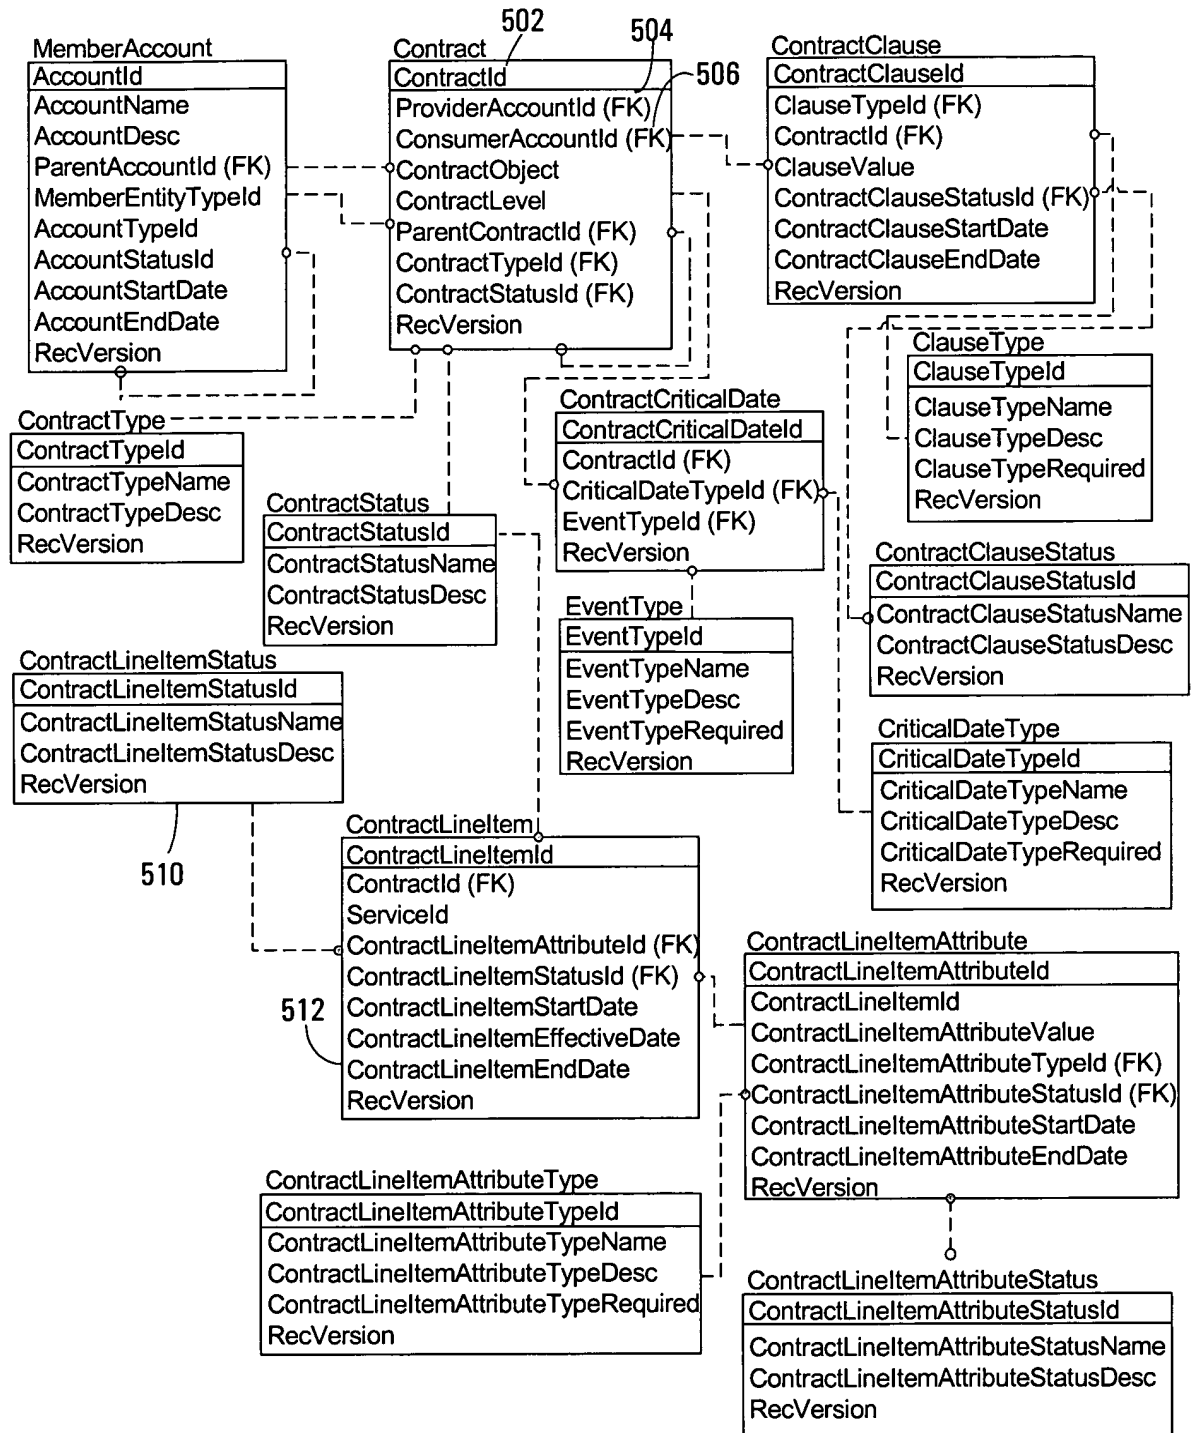 502
504
506
MemberAccount
AccountId
AccountName
AccountDesc
ParentAccountId (FK)
MemberEntityTypeId
AccountTypeId
AccountStatusId
AccountStartDate
AccountEndDate
RecVersion
Contract
ContractId
ProviderAccountId (FK)
ConsumerAccountId (FK)
ContractObject
ContractLevel
ParentContractId (FK)
ContractTypeId (FK)
ContractStatusId (FK)
RecVersion
ContractClause
ContractClauseId
ClauseTypeId (FK)
ContractId (FK)
ClauseValue
ContractClauseStatusId (FK)
ContractClauseStartDate
ContractClauseEndDate
RecVersion
ClauseType
ClauseTypeId
ClauseTypeName
ClauseTypeDesc
ClauseTypeRequired
RecVersion
ContractType
ContractTypeId
ContractTypeName
ContractTypeDesc
RecVersion
ContractStatus
ContractStatusId
ContractStatusName
ContractStatusDesc
RecVersion
ContractCriticalDate
ContractCriticalDateId
ContractId (FK)
CriticalDateTypeId (FK)
EventTypeId (FK)
RecVersion
ContractClauseStatus
ContractClauseStatusId
ContractClauseStatusName
ContractClauseStatusDesc
RecVersion
EventType
EventTypeId
EventTypeName
EventTypeDesc
EventTypeRequired
RecVersion
ContractLineItemStatus
ContractLineItemStatusId
ContractLineItemStatusName
ContractLineItemStatusDesc
RecVersion
510
CriticalDateType
CriticalDateTypeId
CriticalDateTypeName
CriticalDateTypeDesc
CriticalDateTypeRequired
RecVersion
ContractLineItem
ContractLineItemId
ContractId (FK)
ServiceId
ContractLineItemAttributeId (FK)
ContractLineItemStatusId (FK)
ContractLineItemStartDate
ContractLineItemEffectiveDate
ContractLineItemEndDate
RecVersion
512
ContractLineItemAttribute
ContractLineItemAttributeId
ContractLineItemId
ContractLineItemAttributeValue
ContractLineItemAttributeTypeId (FK)
ContractLineItemAttributeStatusId (FK)
ContractLineItemAttributeStartDate
ContractLineItemAttributeEndDate
RecVersion
ContractLineItemAttributeType
ContractLineItemAttributeTypeId
ContractLineItemAttributeTypeName
ContractLineItemAttributeTypeDesc
ContractLineItemAttributeTypeRequired
RecVersion
ContractLineItemAttributeStatus
ContractLineItemAttributeStatusId
ContractLineItemAttributeStatusName
ContractLineItemAttributeStatusDesc
RecVersion